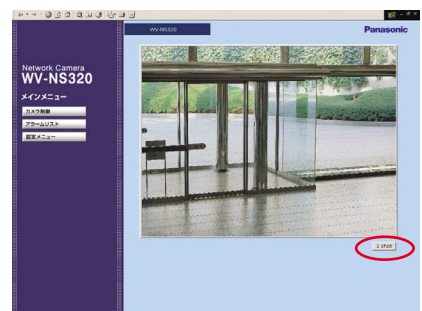 WV-NS320
Panasonic
Network Camera
WV-NS320
メインメニュー
カメラ制御
アラームリスト
設定メニュー
1 shot